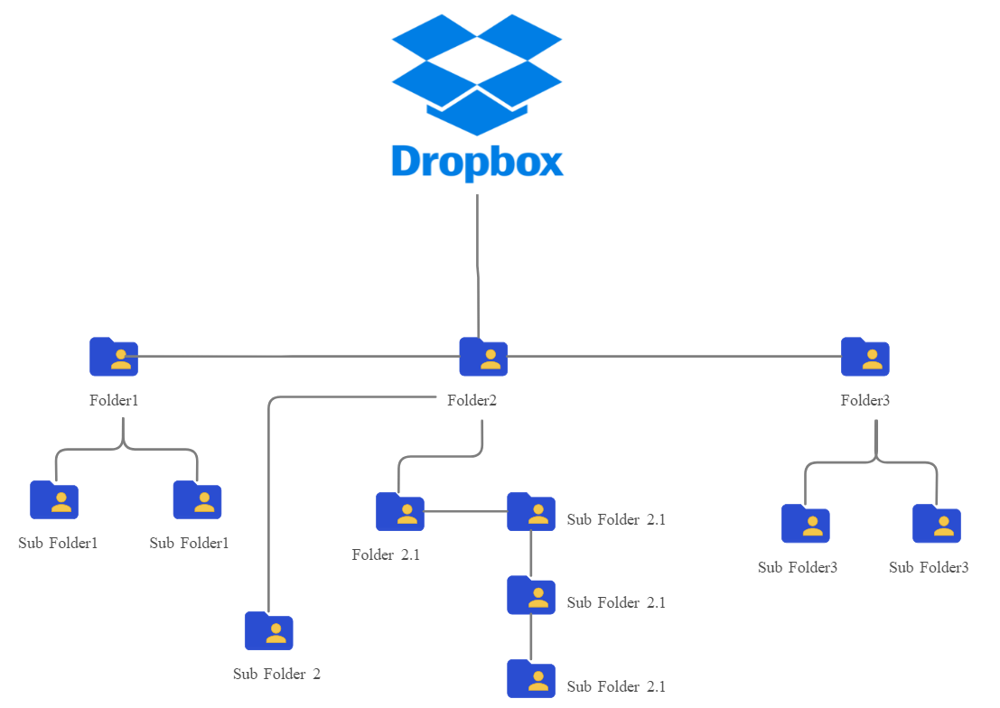 Dropbox
Folder1
Folder2
Folder3
Sub Folder1
Sub Folder1
Folder 2.1
Sub Folder 2.1
Sub Folder3
Sub Folder3
Sub Folder 2.1
Sub Folder 2
Sub Folder 2.1